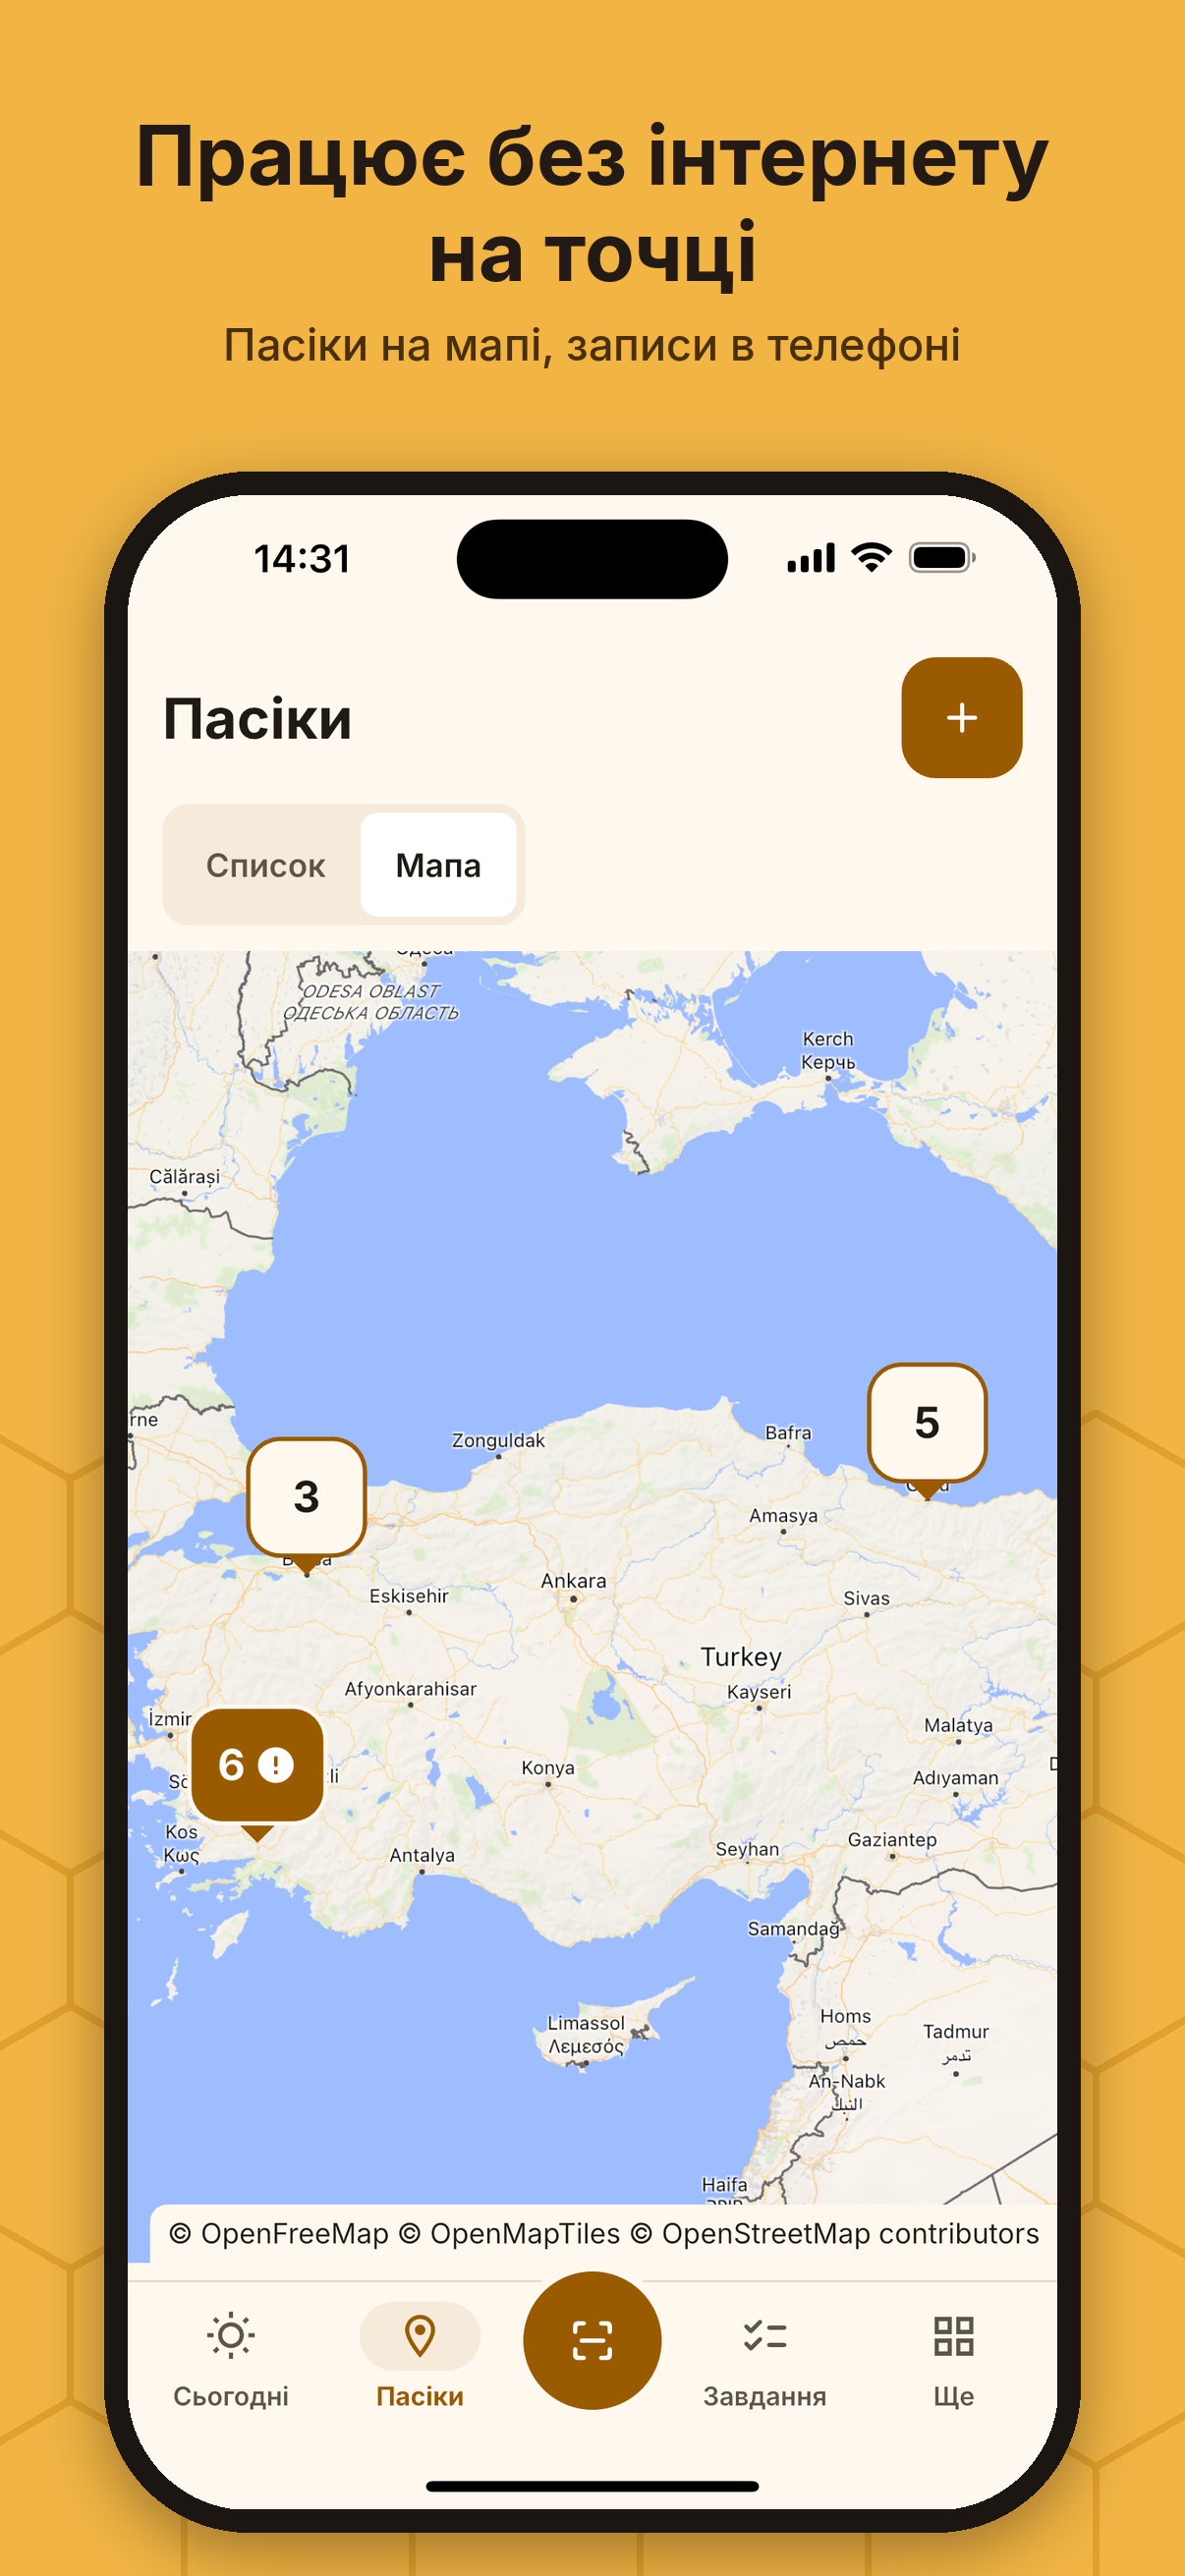 Працює без інтернету
на точці
Пасіки на мапі, записи в телефоні
14:31
Пасіки
+
Список
Мапа
ODESA OBLAST
ОДЕСЬКА ОБЛАСТЬ
Kerch
Керчь
Călărași
Zonguldak
Bafra
5
3
Amasya
Eskisehir
Ankara
Sivas
Turkey
Kayseri
Afyonkarahisar
İzmir
Malatya
6
Konya
Adıyaman
Kos
Κως
Antalya
Seyhan
Gaziantep
Samandağ
Limassol
Λεμεσός
Homs
حمص
Tadmur
تدمر
An-Nabk
النبك
Haifa
© OpenFreeMap © OpenMapTiles © OpenStreetMap contributors
Сьогодні
Пасіки
Завдання
Ще